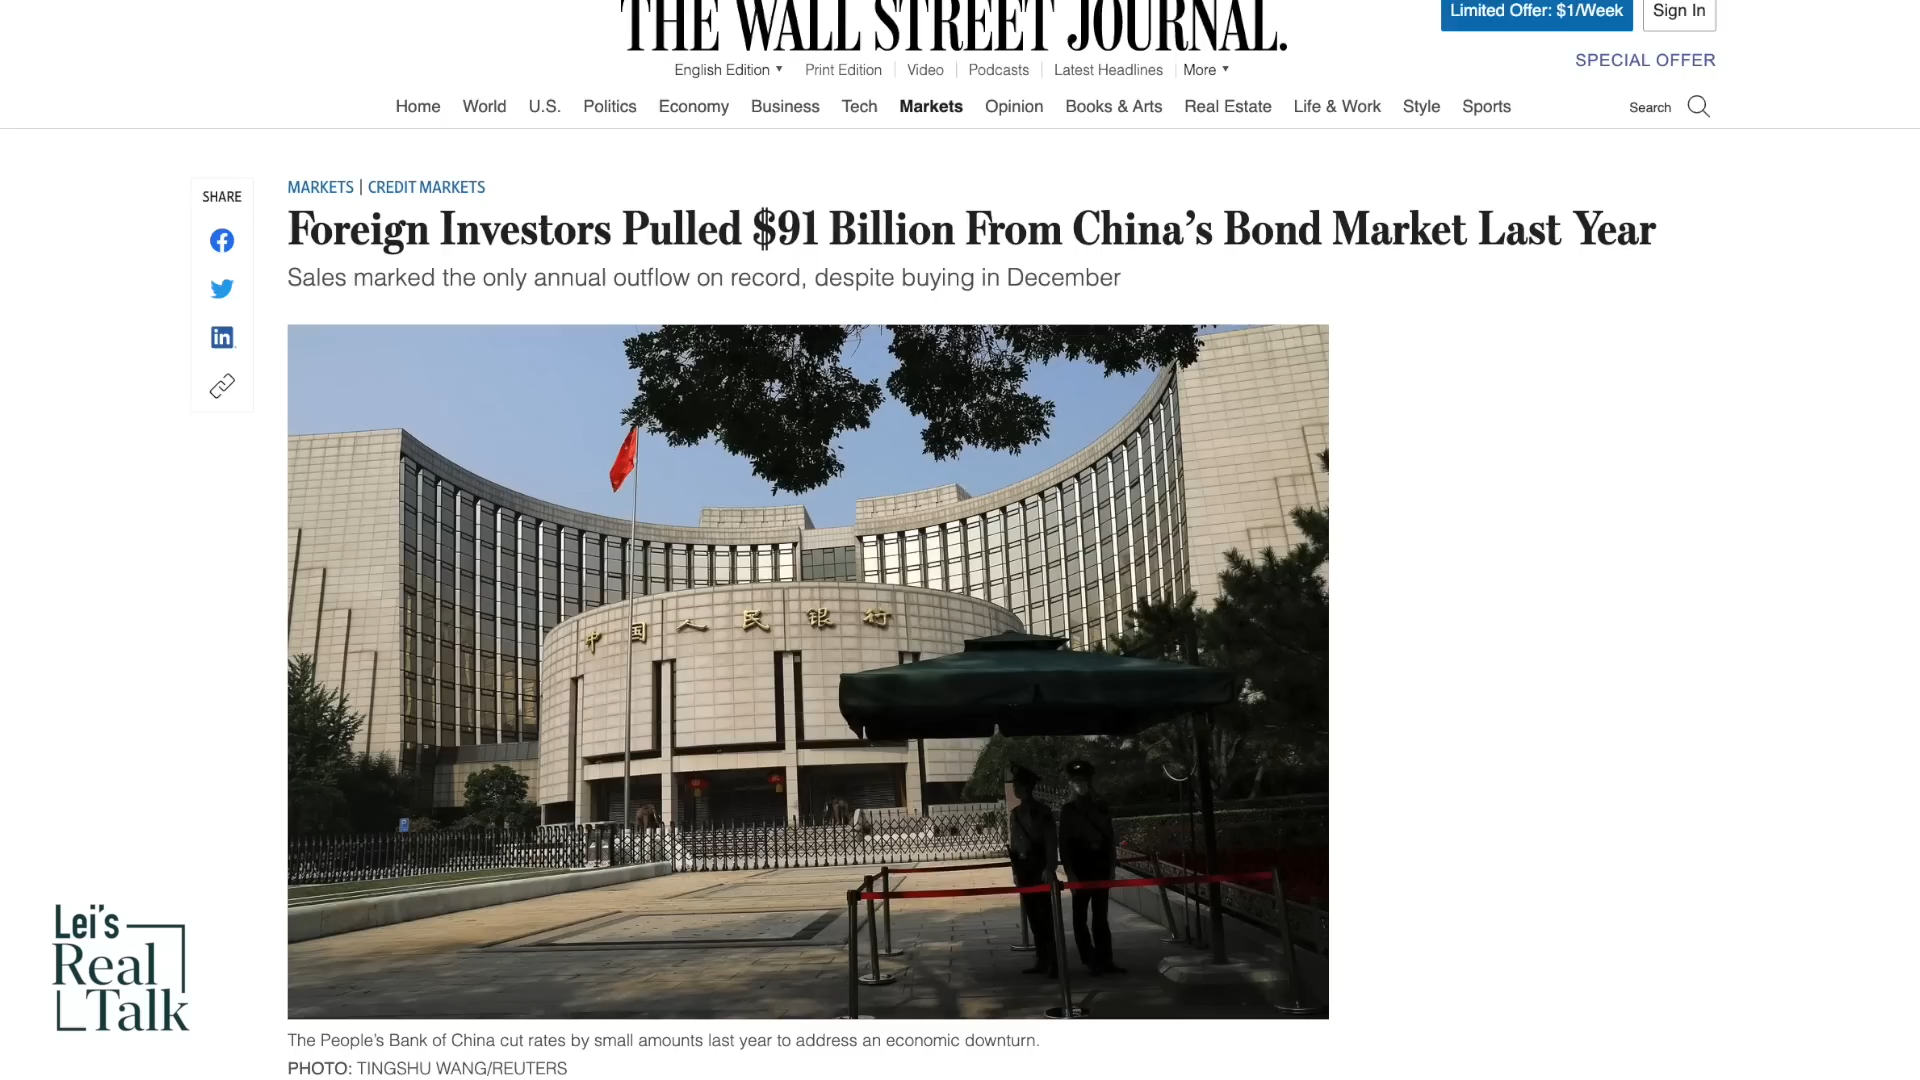 THE WALL STREET JOURNAL.
Limited Offer: $1/Week
Sign In
English Edition
Print Edition
Video
Podcasts
Latest Headlines
More
SPECIAL OFFER
Home
World
U.S.
Politics
Economy
Business
Tech
Markets
Opinion
Books & Arts
Real Estate
Life & Work
Style
Sports
Search
SHARE
MARKETS | CREDIT MARKETS
Foreign Investors Pulled $91 Billion From China’s Bond Market Last Year
Sales marked the only annual outflow on record, despite buying in December
in
中国人民银行
Lei's
Real
Talk
The People’s Bank of China cut rates by small amounts last year to address an economic downturn.
PHOTO: TINGSHU WANG/REUTERS